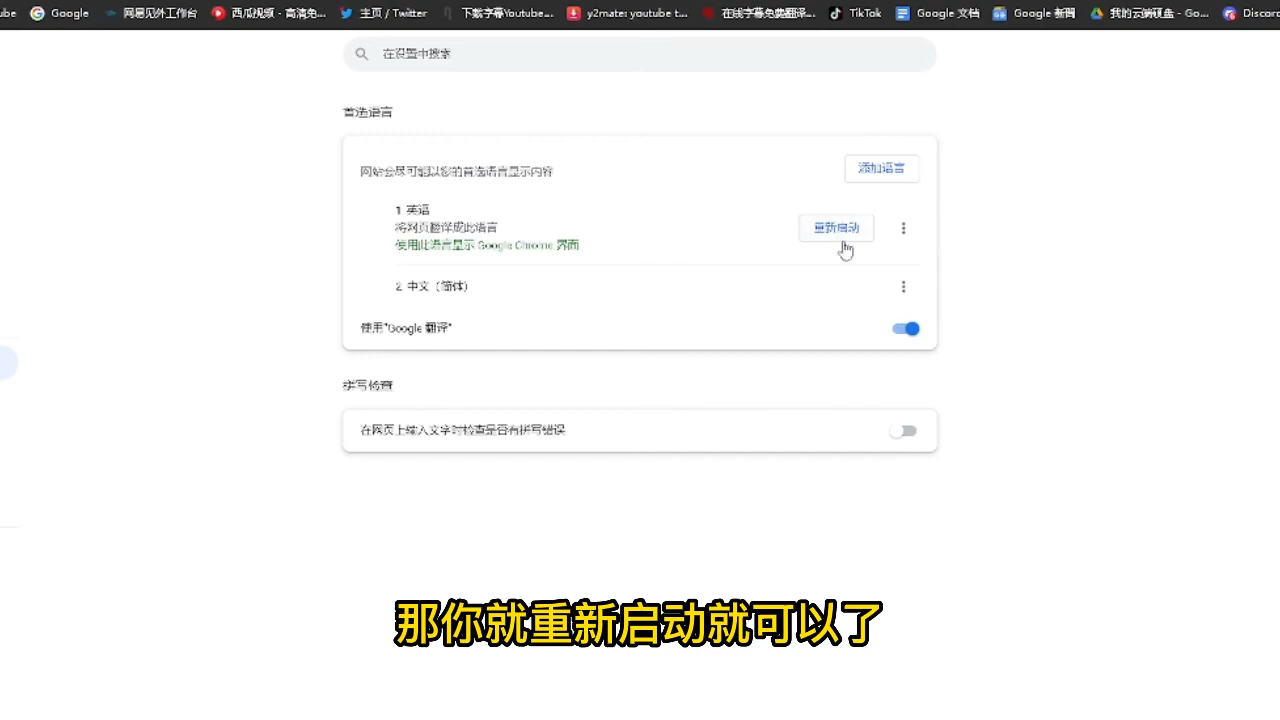 ube Google 网易见外工作台 西瓜视频 - 高清免... 主页 / Twitter 下载字幕Youtube... y2mate: youtube t... 在线字幕免费翻译... TikTok Google 文档 Google 新闻 我的云端硬盘 - Go... Discord
在设置中搜索
首选语言
网站会尽可能以您的首选语言显示内容
添加语言
1. 英语
将网页翻译成此语言
使用此语言显示 Google Chrome 界面
重新启动
2. 中文（简体）
使用"Google 翻译"
拼写检查
在网页上输入文字时检查是否有拼写错误
那你就重新启动就可以了